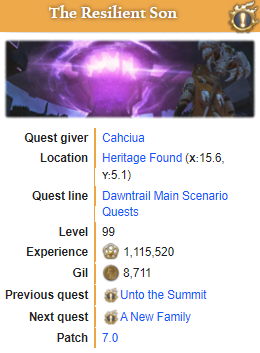 The Resilient Son
Quest giver Cahciua
Location Heritage Found (x:15.6,
Y:5.1)
Quest line Dawntrail Main Scenario
Quests
Level 99
Experience 1,115,520
Gil 8,711
Previous quest Unto the Summit
Next quest A New Family
Patch 7.0